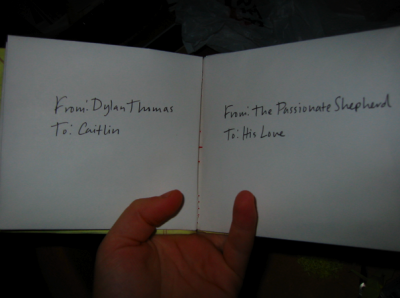 From: Dylan Thomas
To: Caitlin
From: The Passionate Shepherd
To: His Love